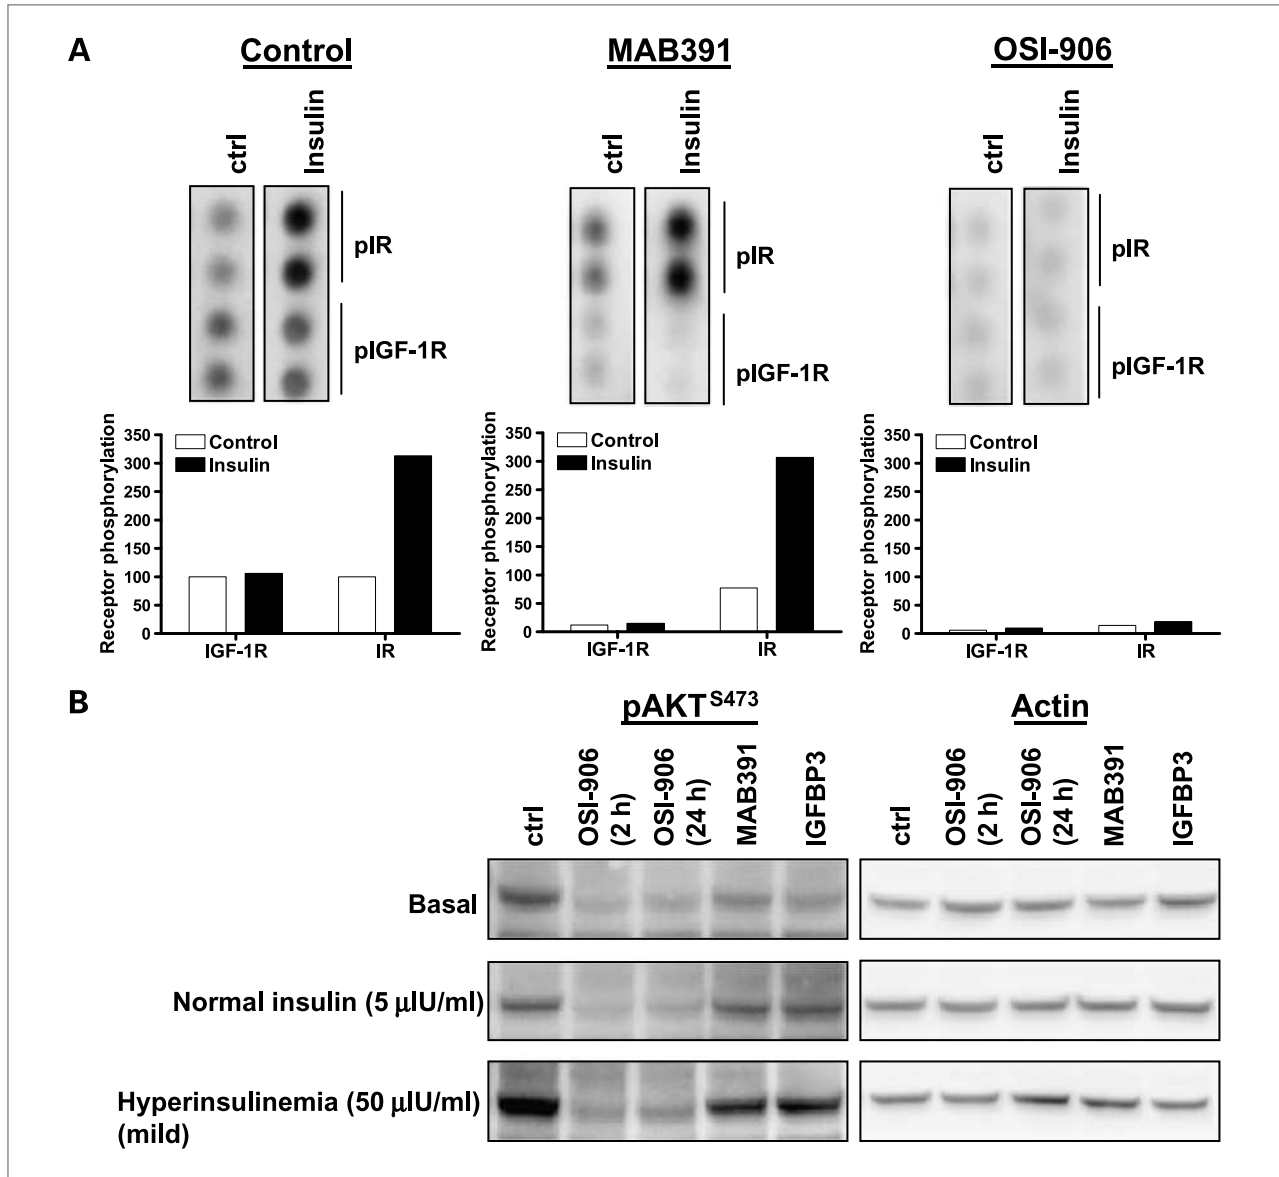 A
Control
MAB391
OSI-906
ctrl
Insulin
ctrl
Insulin
ctrl
Insulin
pIR
pIGF-1R
pIR
pIGF-1R
pIR
pIGF-1R
Receptor phosphorylation
350
300
250
200
150
100
50
0
Control
Insulin
IGF-1R
IR
Receptor phosphorylation
350
300
250
200
150
100
50
0
Control
Insulin
IGF-1R
IR
Receptor phosphorylation
350
300
250
200
150
100
50
0
Control
Insulin
IGF-1R
IR
B
pAKT S473
Actin
ctrl
OSI-906
(2 h)
OSI-906
(24 h)
MAB391
IGFBP3
ctrl
OSI-906
(2 h)
OSI-906
(24 h)
MAB391
IGFBP3
Basal
Normal insulin (5 µIU/ml)
Hyperinsulinemia (50 µIU/ml)
(mild)